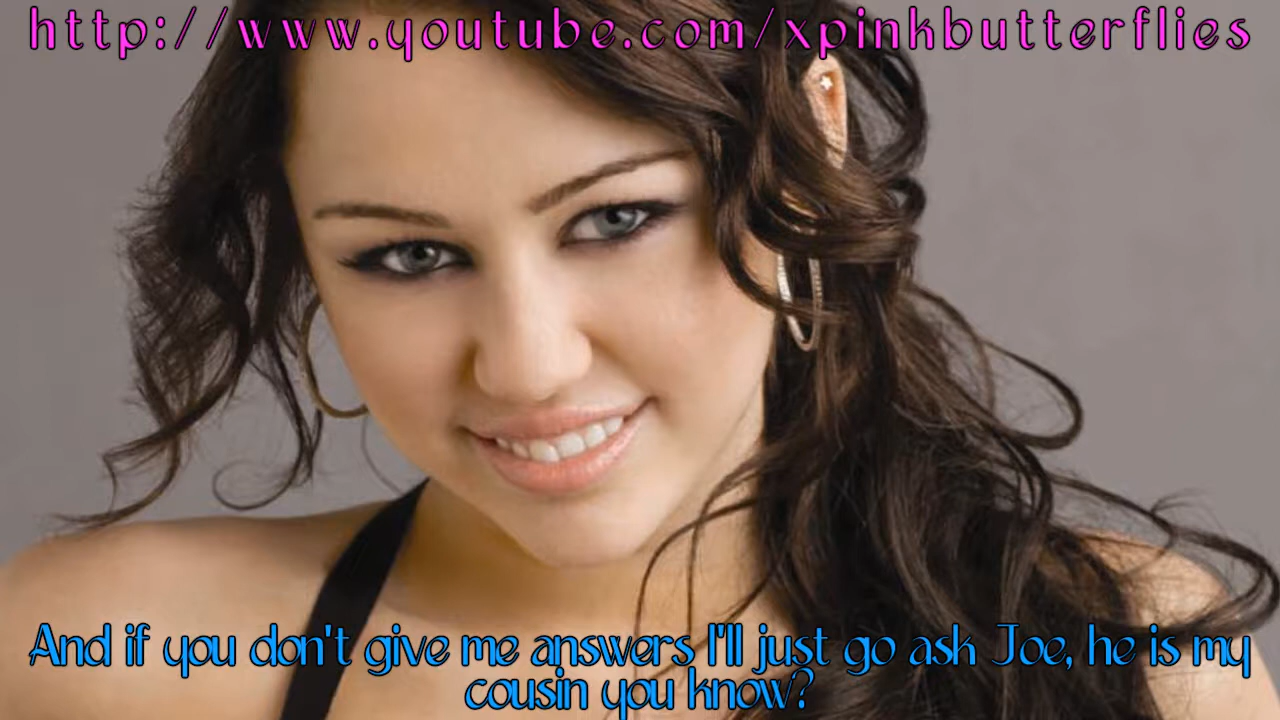 http://www.youtube.com/xpinkbutterflies
And if you don't give me answers I'll just go ask Joe, he is my
cousin you know?